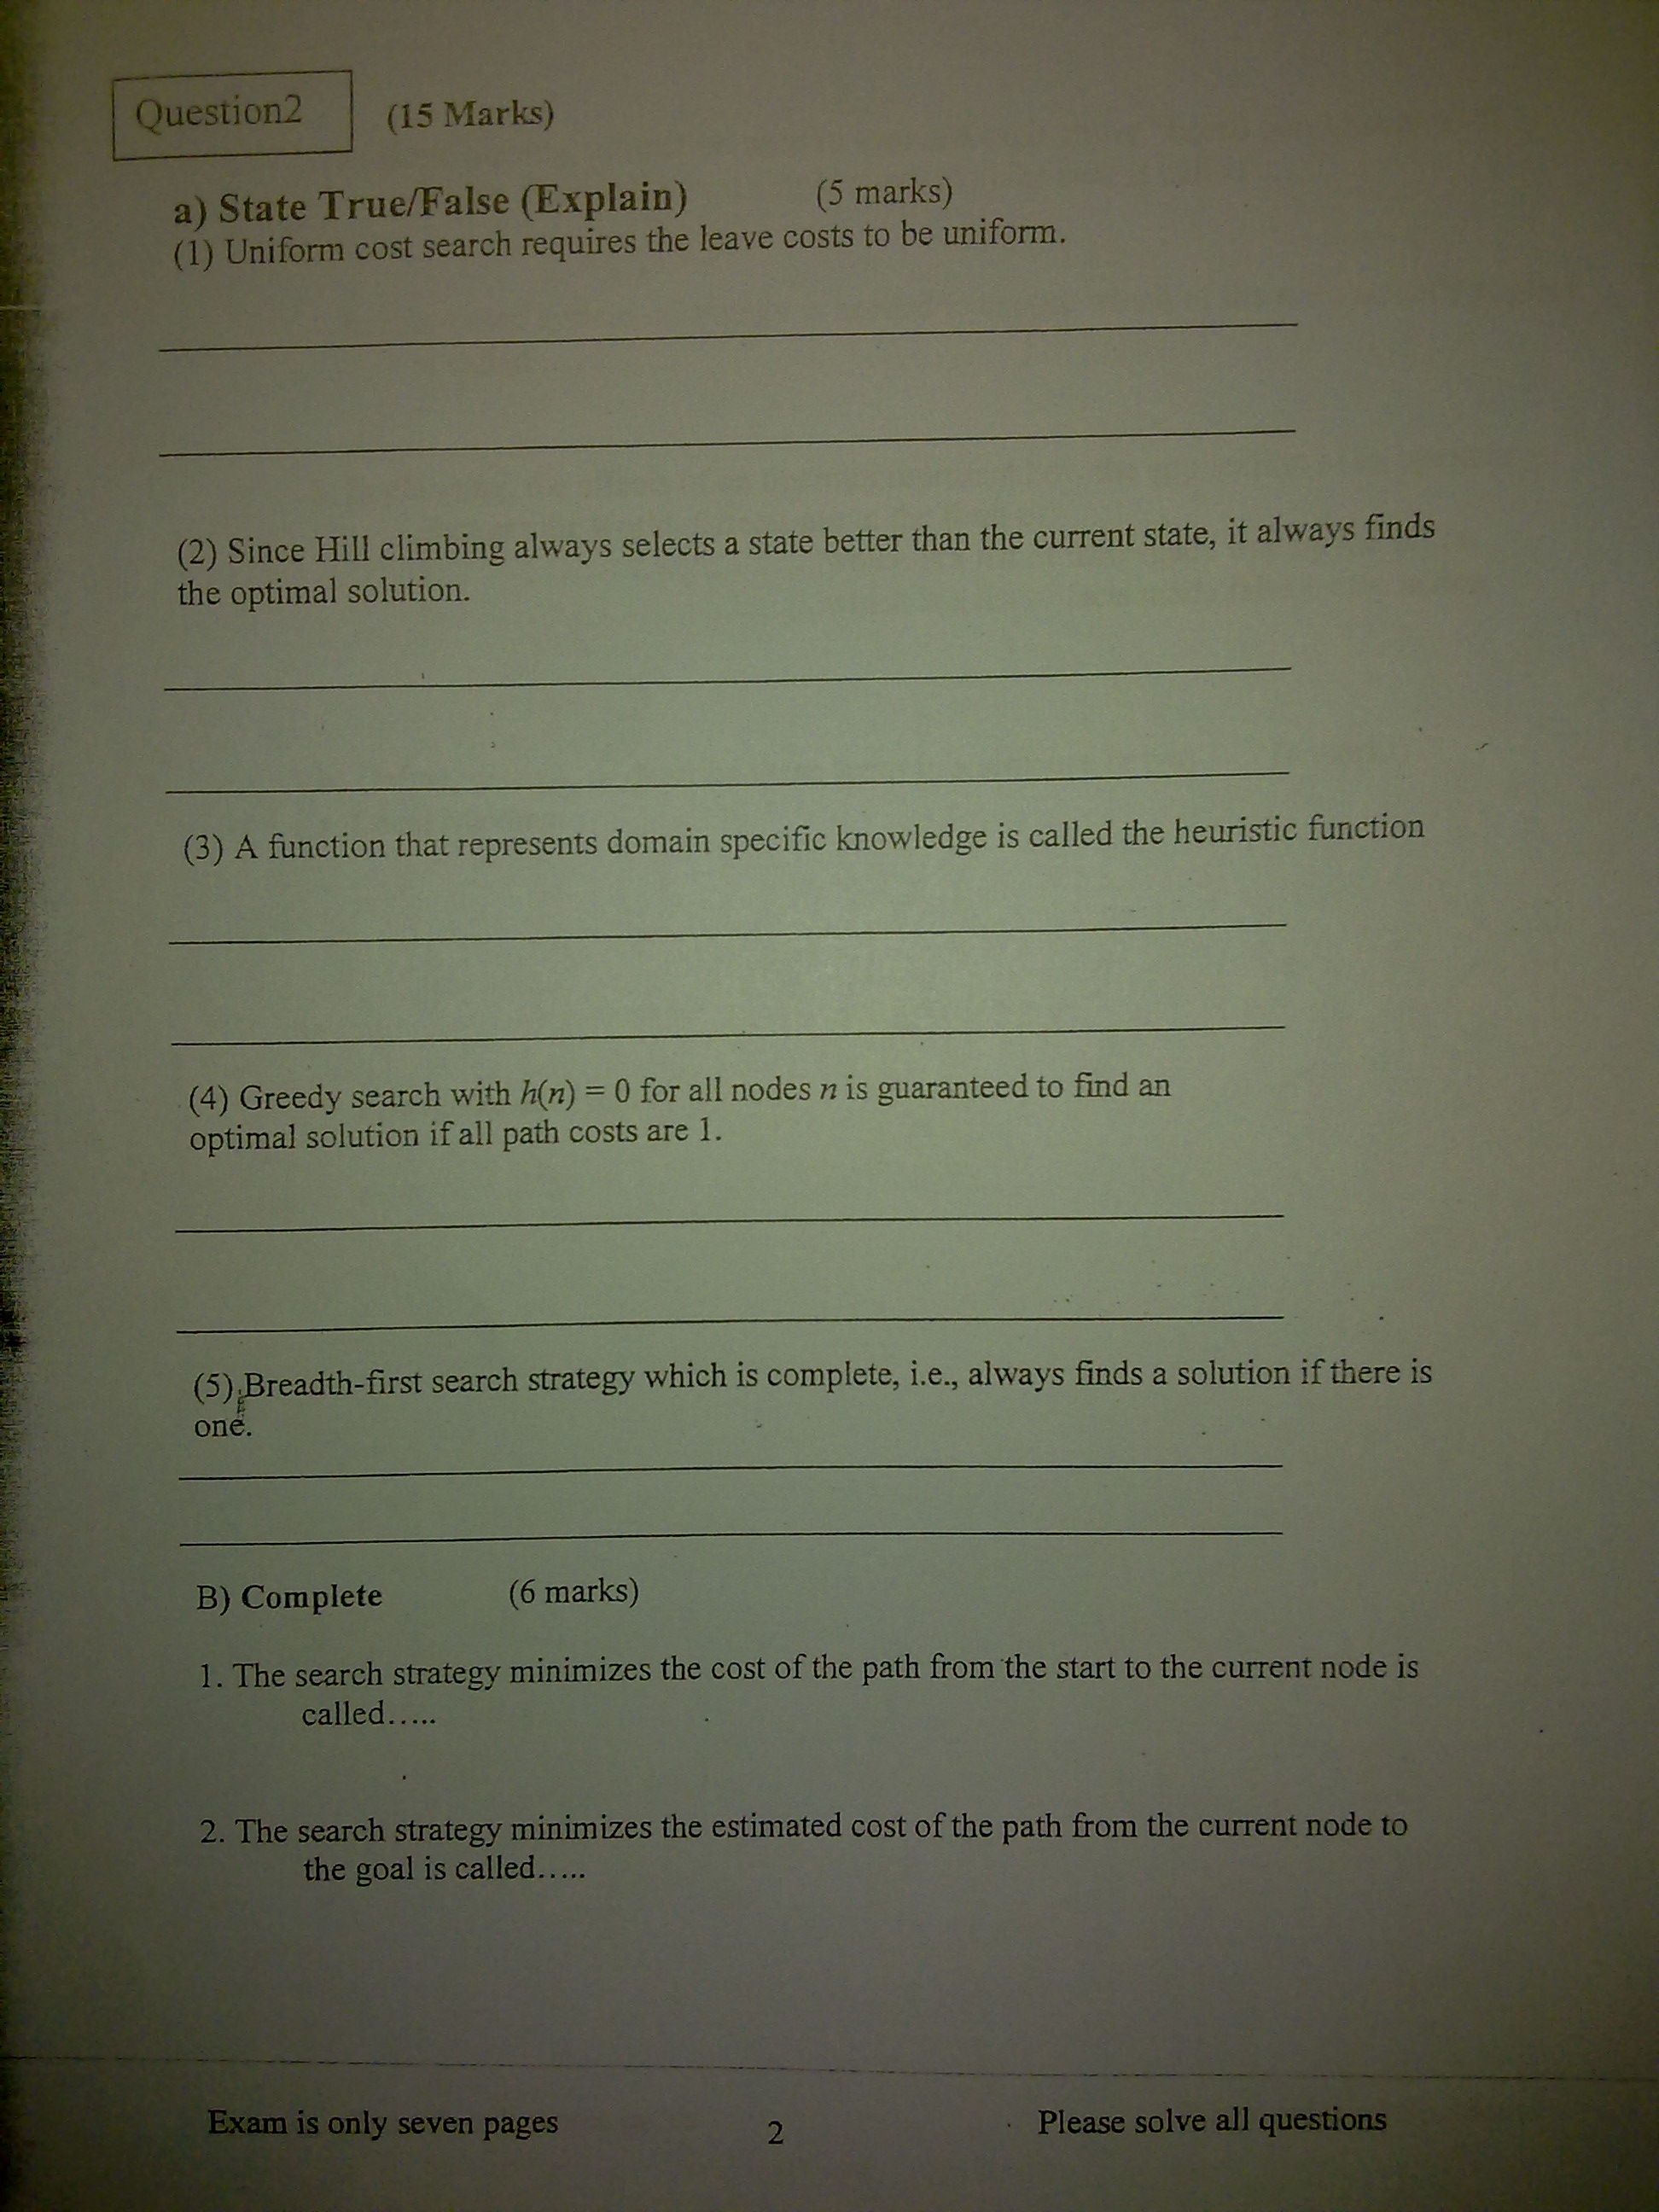 Question2 (15 Marks)
a) State True/False (Explain) (5 marks)
(1) Uniform cost search requires the leave costs to be uniform.
(2) Since Hill climbing always selects a state better than the current state, it always finds
the optimal solution.
(3) A function that represents domain specific knowledge is called the heuristic function
(4) Greedy search with h(n) = 0 for all nodes n is guaranteed to find an
optimal solution if all path costs are 1.
(5) Breadth-first search strategy which is complete, i.e., always finds a solution if there is
one.
B) Complete (6 marks)
1. The search strategy minimizes the cost of the path from the start to the current node is
called…..
2. The search strategy minimizes the estimated cost of the path from the current node to
the goal is called…..
Exam is only seven pages 2 Please solve all questions